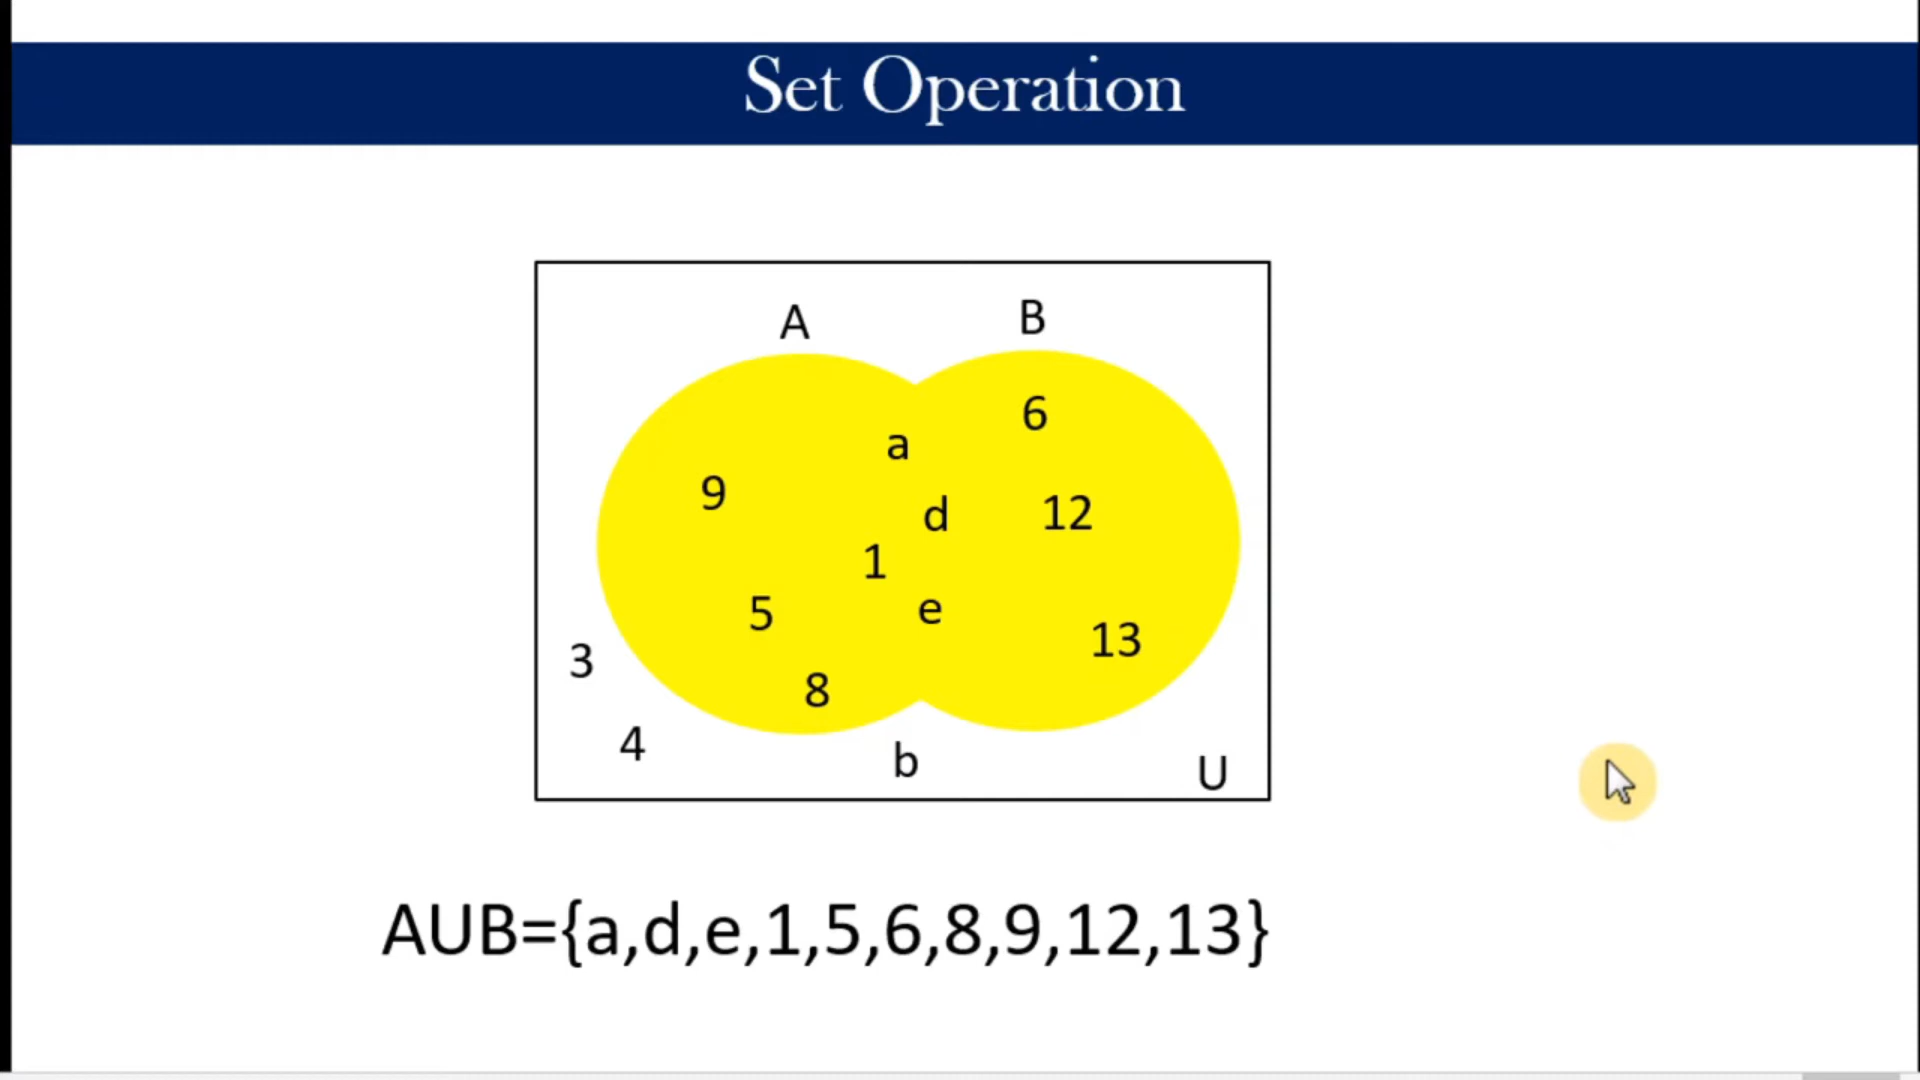 Set Operation
A B
6
a
9
d 12
1
5 e
13
3
8
4
b U
AUB={a,d,e,1,5,6,8,9,12,13}